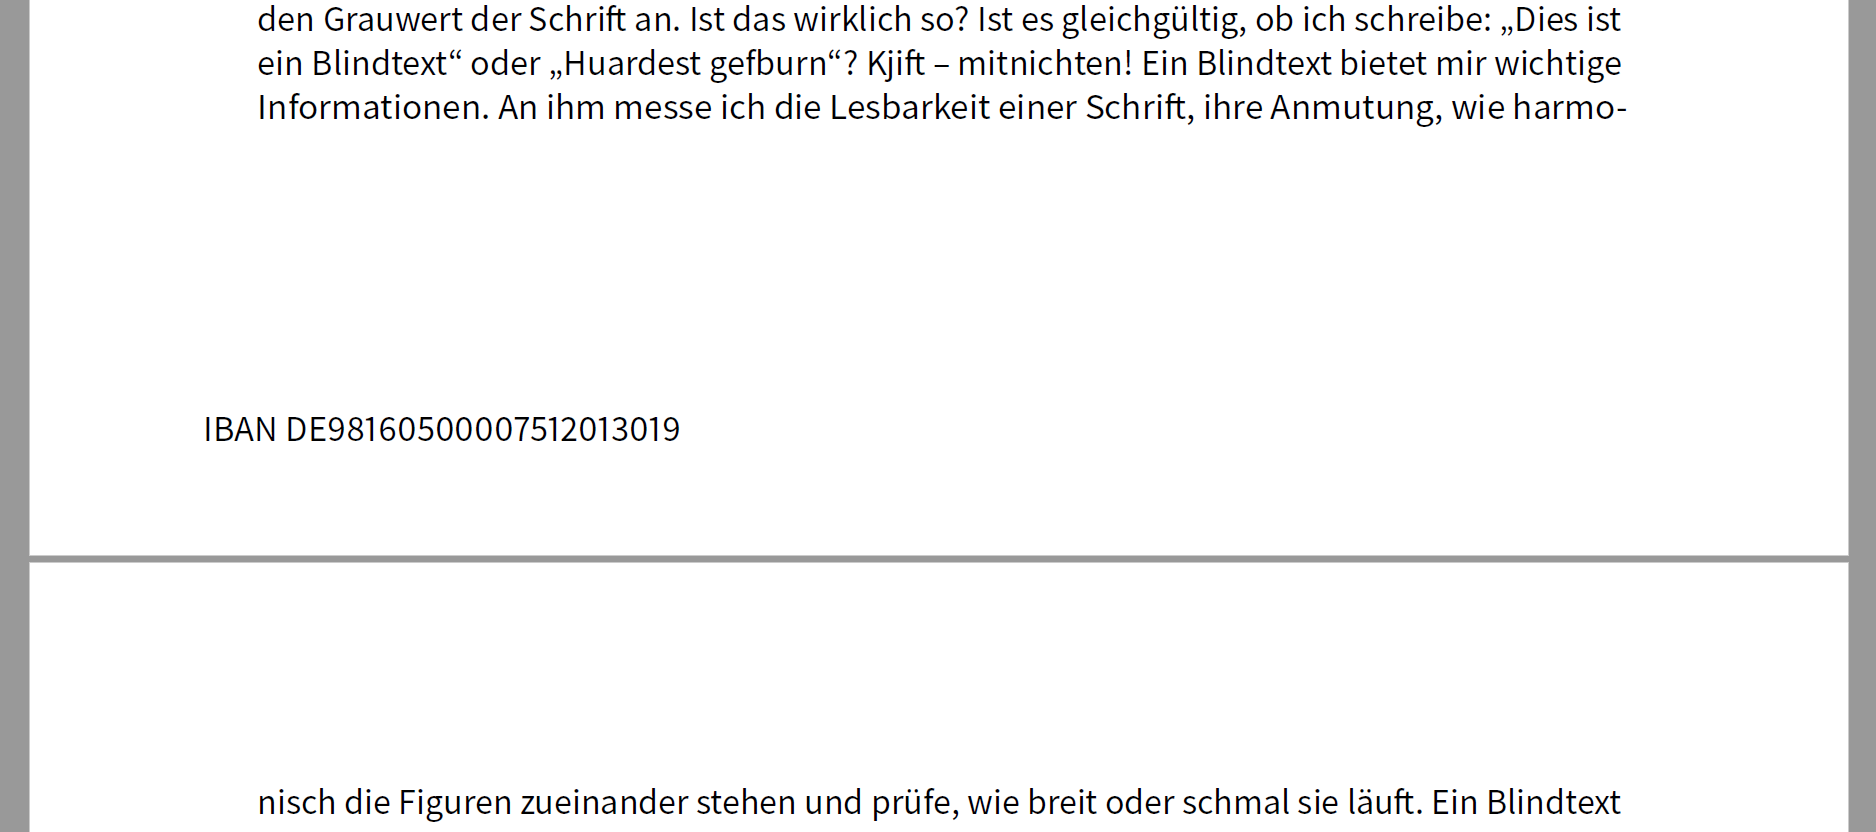 den Grauwert der Schrift an. Ist das wirklich so? Ist es gleichgültig, ob ich schreibe: „Dies ist
ein Blindtext“ oder „Huardest gefburn“? Kjift – mitnichten! Ein Blindtext bietet mir wichtige
Informationen. An ihm messe ich die Lesbarkeit einer Schrift, ihre Anmutung, wie harmo-
IBAN DE98160500007512013019
nisch die Figuren zueinander stehen und prüfe, wie breit oder schmal sie läuft. Ein Blindtext